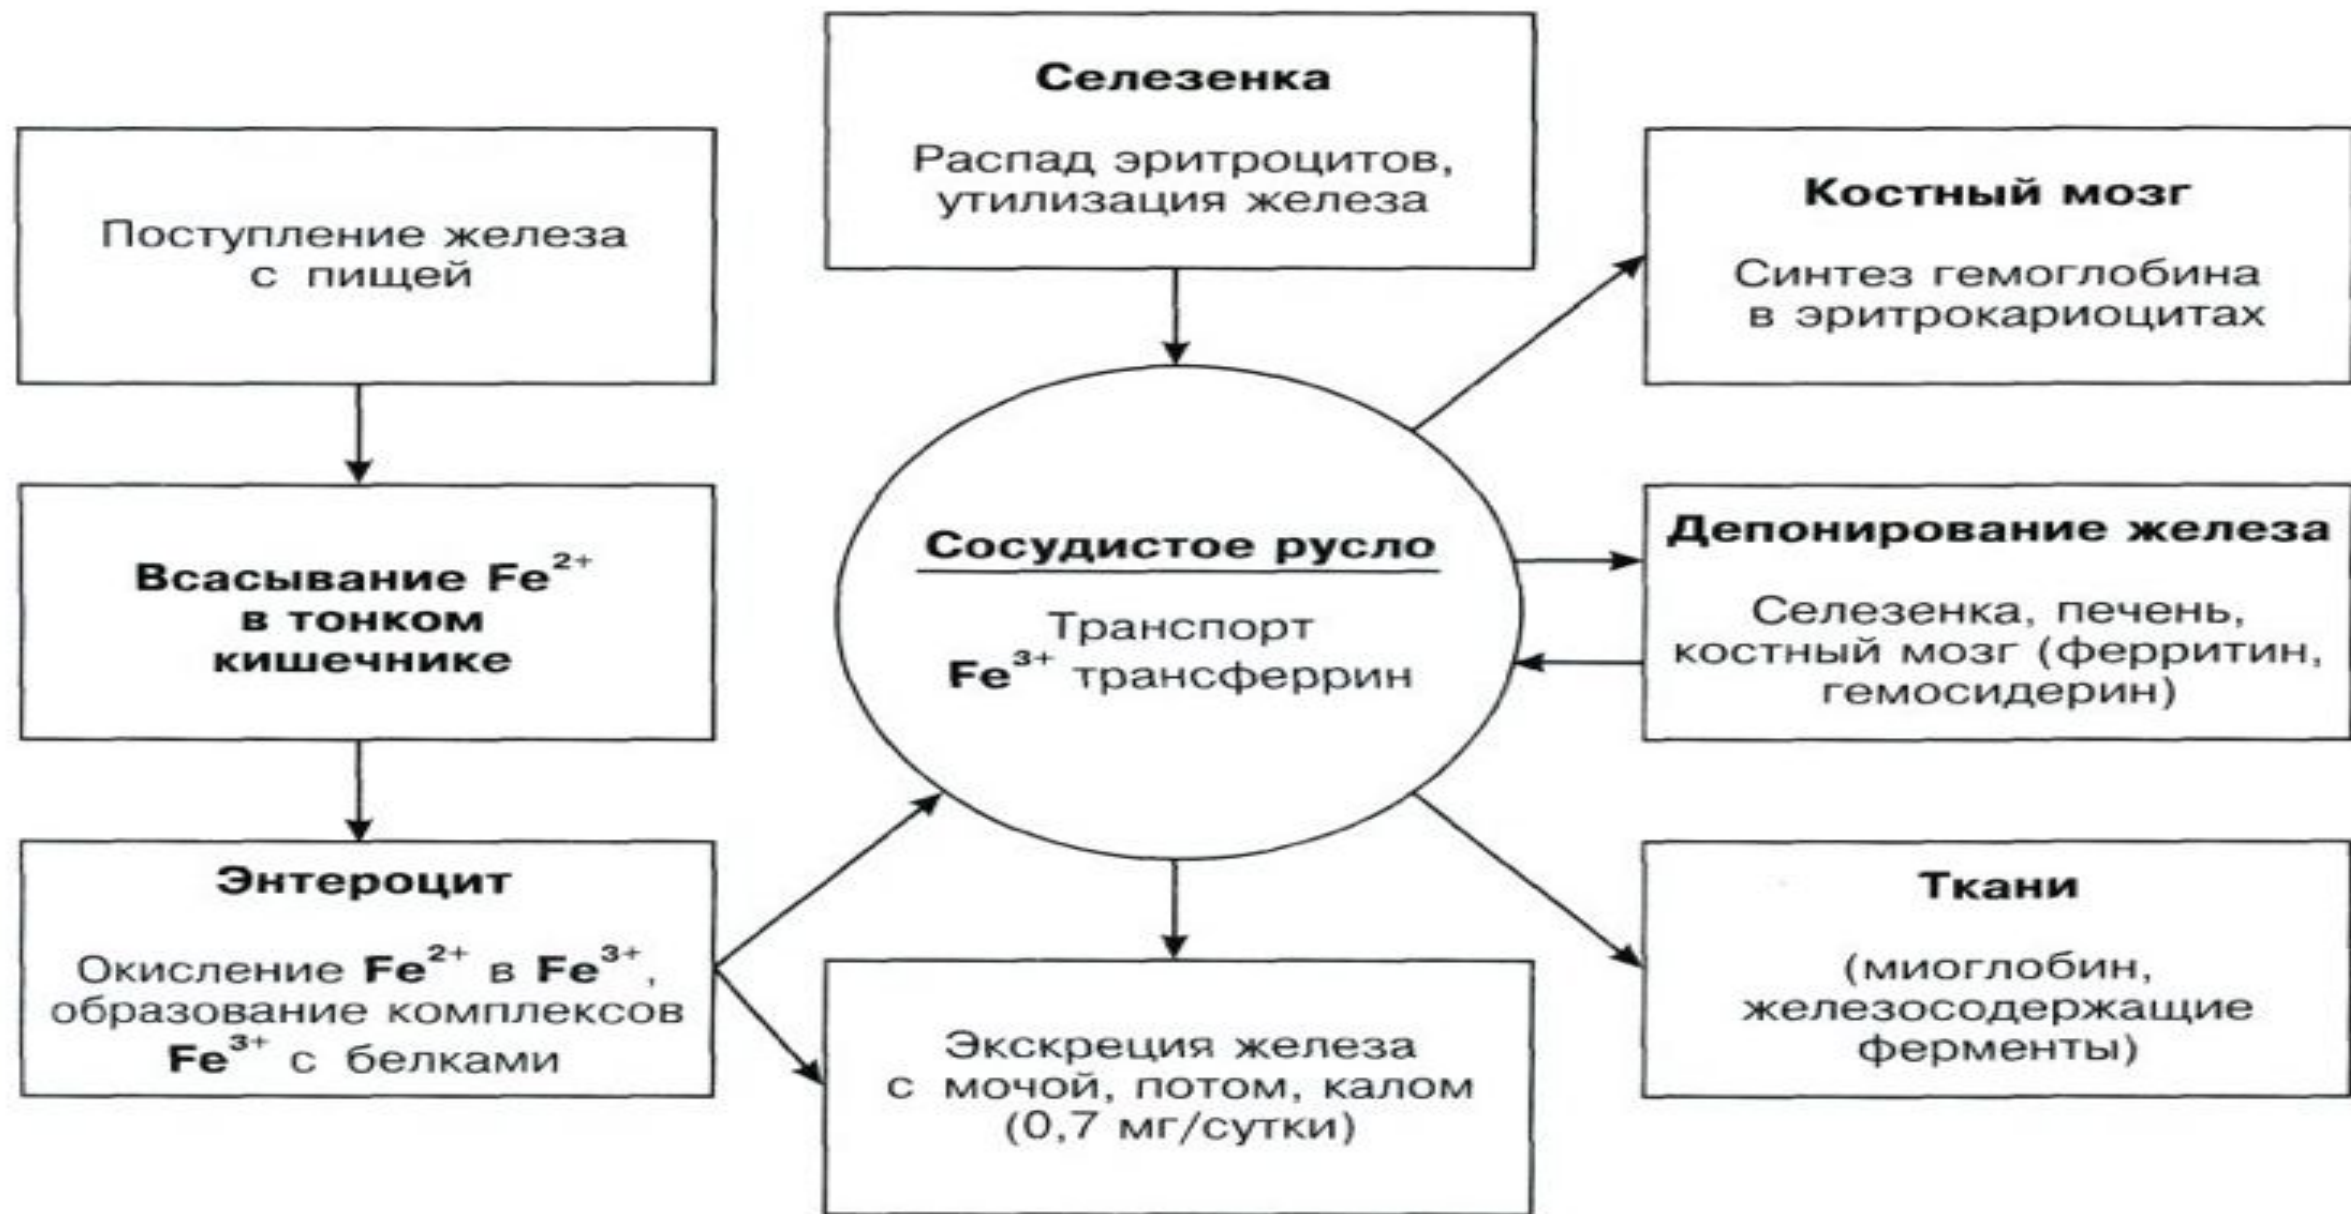 Селезенка
Распад эритроцитов,
утилизация железа
Поступление железа
с пищей
Костный мозг
Синтез гемоглобина
в эритрокариоцитах
Всасывание Fe²⁺
в тонком
кишечнике
Сосудистое русло
Транспорт
Fe³⁺ трансферрин
Депонирование железа
Селезенка, печень,
костный мозг (ферритин,
гемосидерин)
Энтероцит
Окисление Fe²⁺ в Fe³⁺,
образование комплексов
Fe³⁺ с белками
Экскреция железа
с мочой, потом, калом
(0,7 мг/сутки)
Ткани
(миоглобин,
железосодержащие
ферменты)